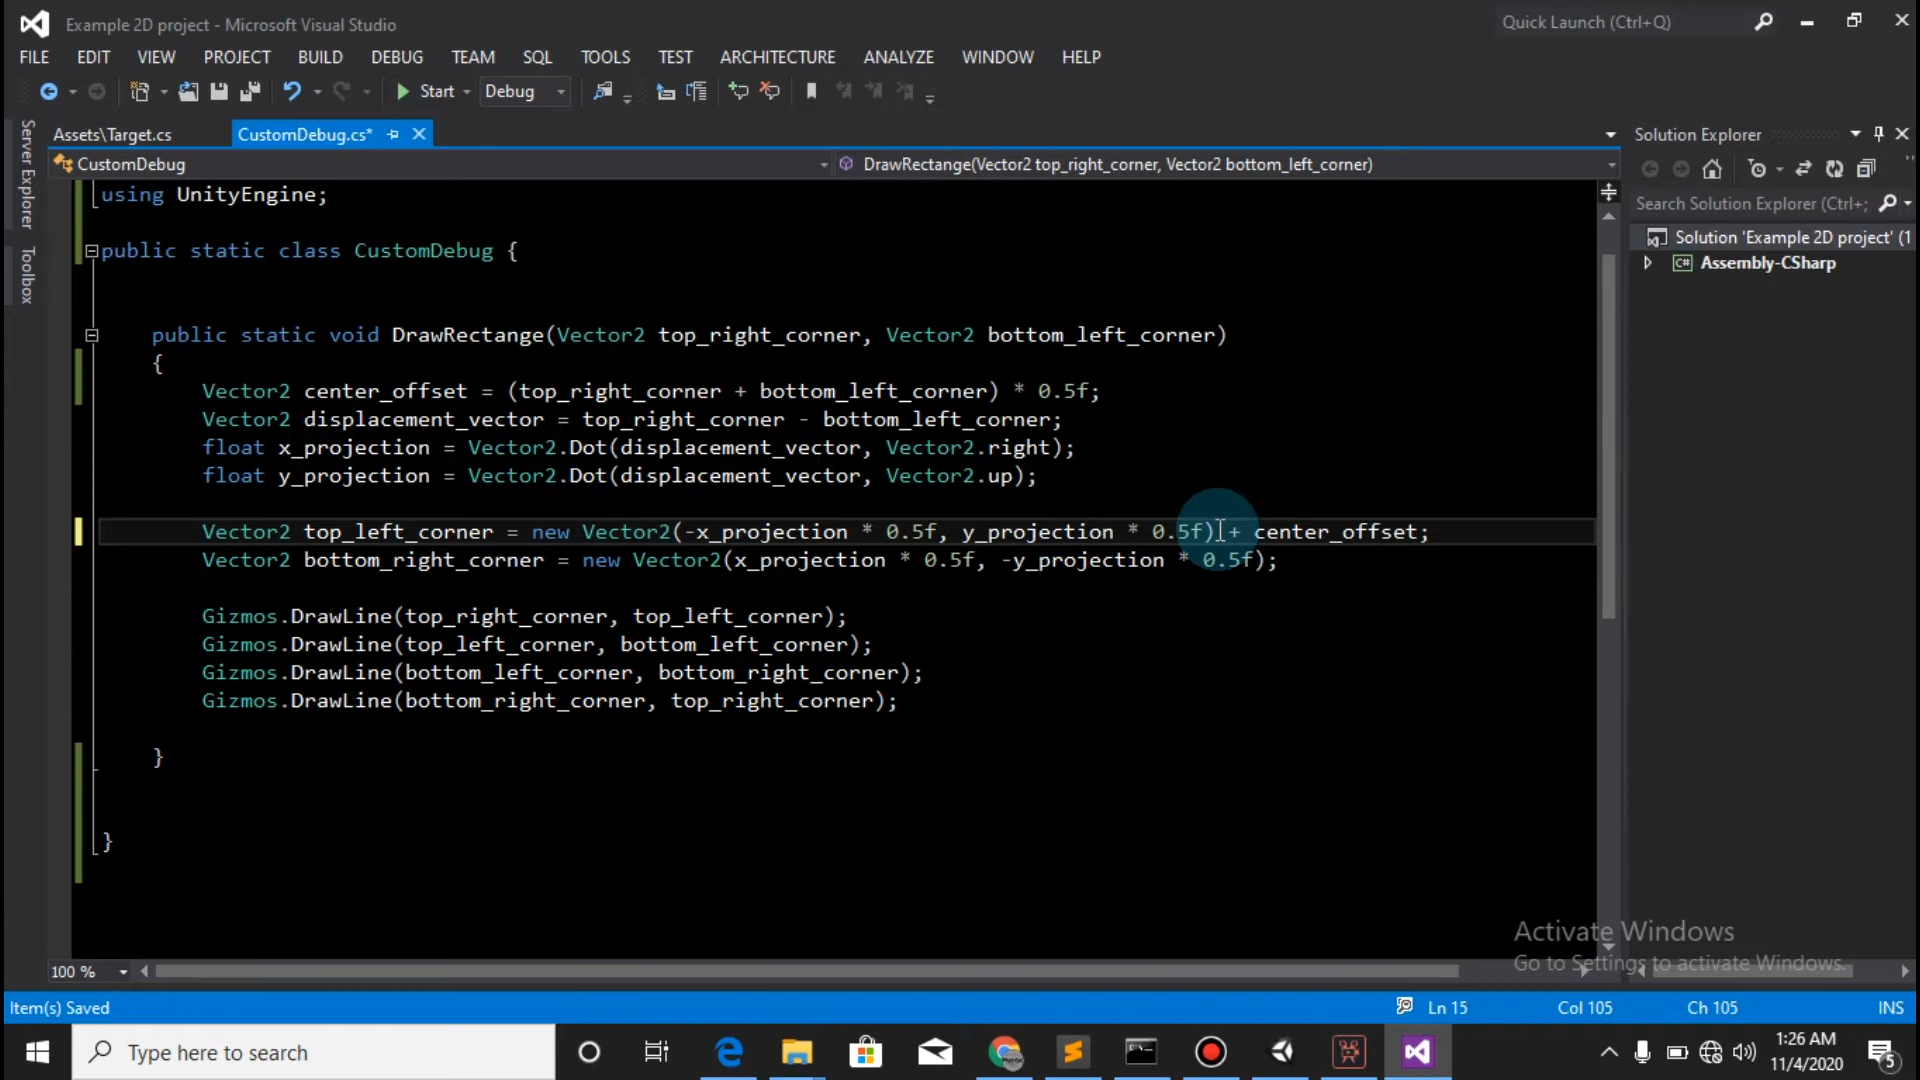 Example 2D project - Microsoft Visual Studio
Quick Launch (Ctrl+Q)
FILE EDIT VIEW PROJECT BUILD DEBUG TEAM SQL TOOLS TEST ARCHITECTURE ANALYZE WINDOW HELP
Start Debug
Server Explorer
Toolbox
Assets\Target.cs CustomDebug.cs*
CustomDebug DrawRectange(Vector2 top_right_corner, Vector2 bottom_left_corner)
using UnityEngine;
public static class CustomDebug {
public static void DrawRectange(Vector2 top_right_corner, Vector2 bottom_left_corner)
{
Vector2 center_offset = (top_right_corner + bottom_left_corner) * 0.5f;
Vector2 displacement_vector = top_right_corner - bottom_left_corner;
float x_projection = Vector2.Dot(displacement_vector, Vector2.right);
float y_projection = Vector2.Dot(displacement_vector, Vector2.up);
Vector2 top_left_corner = new Vector2(-x_projection * 0.5f, y_projection * 0.5f) + center_offset;
Vector2 bottom_right_corner = new Vector2(x_projection * 0.5f, -y_projection * 0.5f);
Gizmos.DrawLine(top_right_corner, top_left_corner);
Gizmos.DrawLine(top_left_corner, bottom_left_corner);
Gizmos.DrawLine(bottom_left_corner, bottom_right_corner);
Gizmos.DrawLine(bottom_right_corner, top_right_corner);
}
}
Solution Explorer
Search Solution Explorer (Ctrl+;
Solution 'Example 2D project' (1
C# Assembly-CSharp
Activate Windows
Go to Settings to activate Windows.
100 %
Item(s) Saved
Ln 15 Col 105 Ch 105 INS
Type here to search
1:26 AM
11/4/2020
5